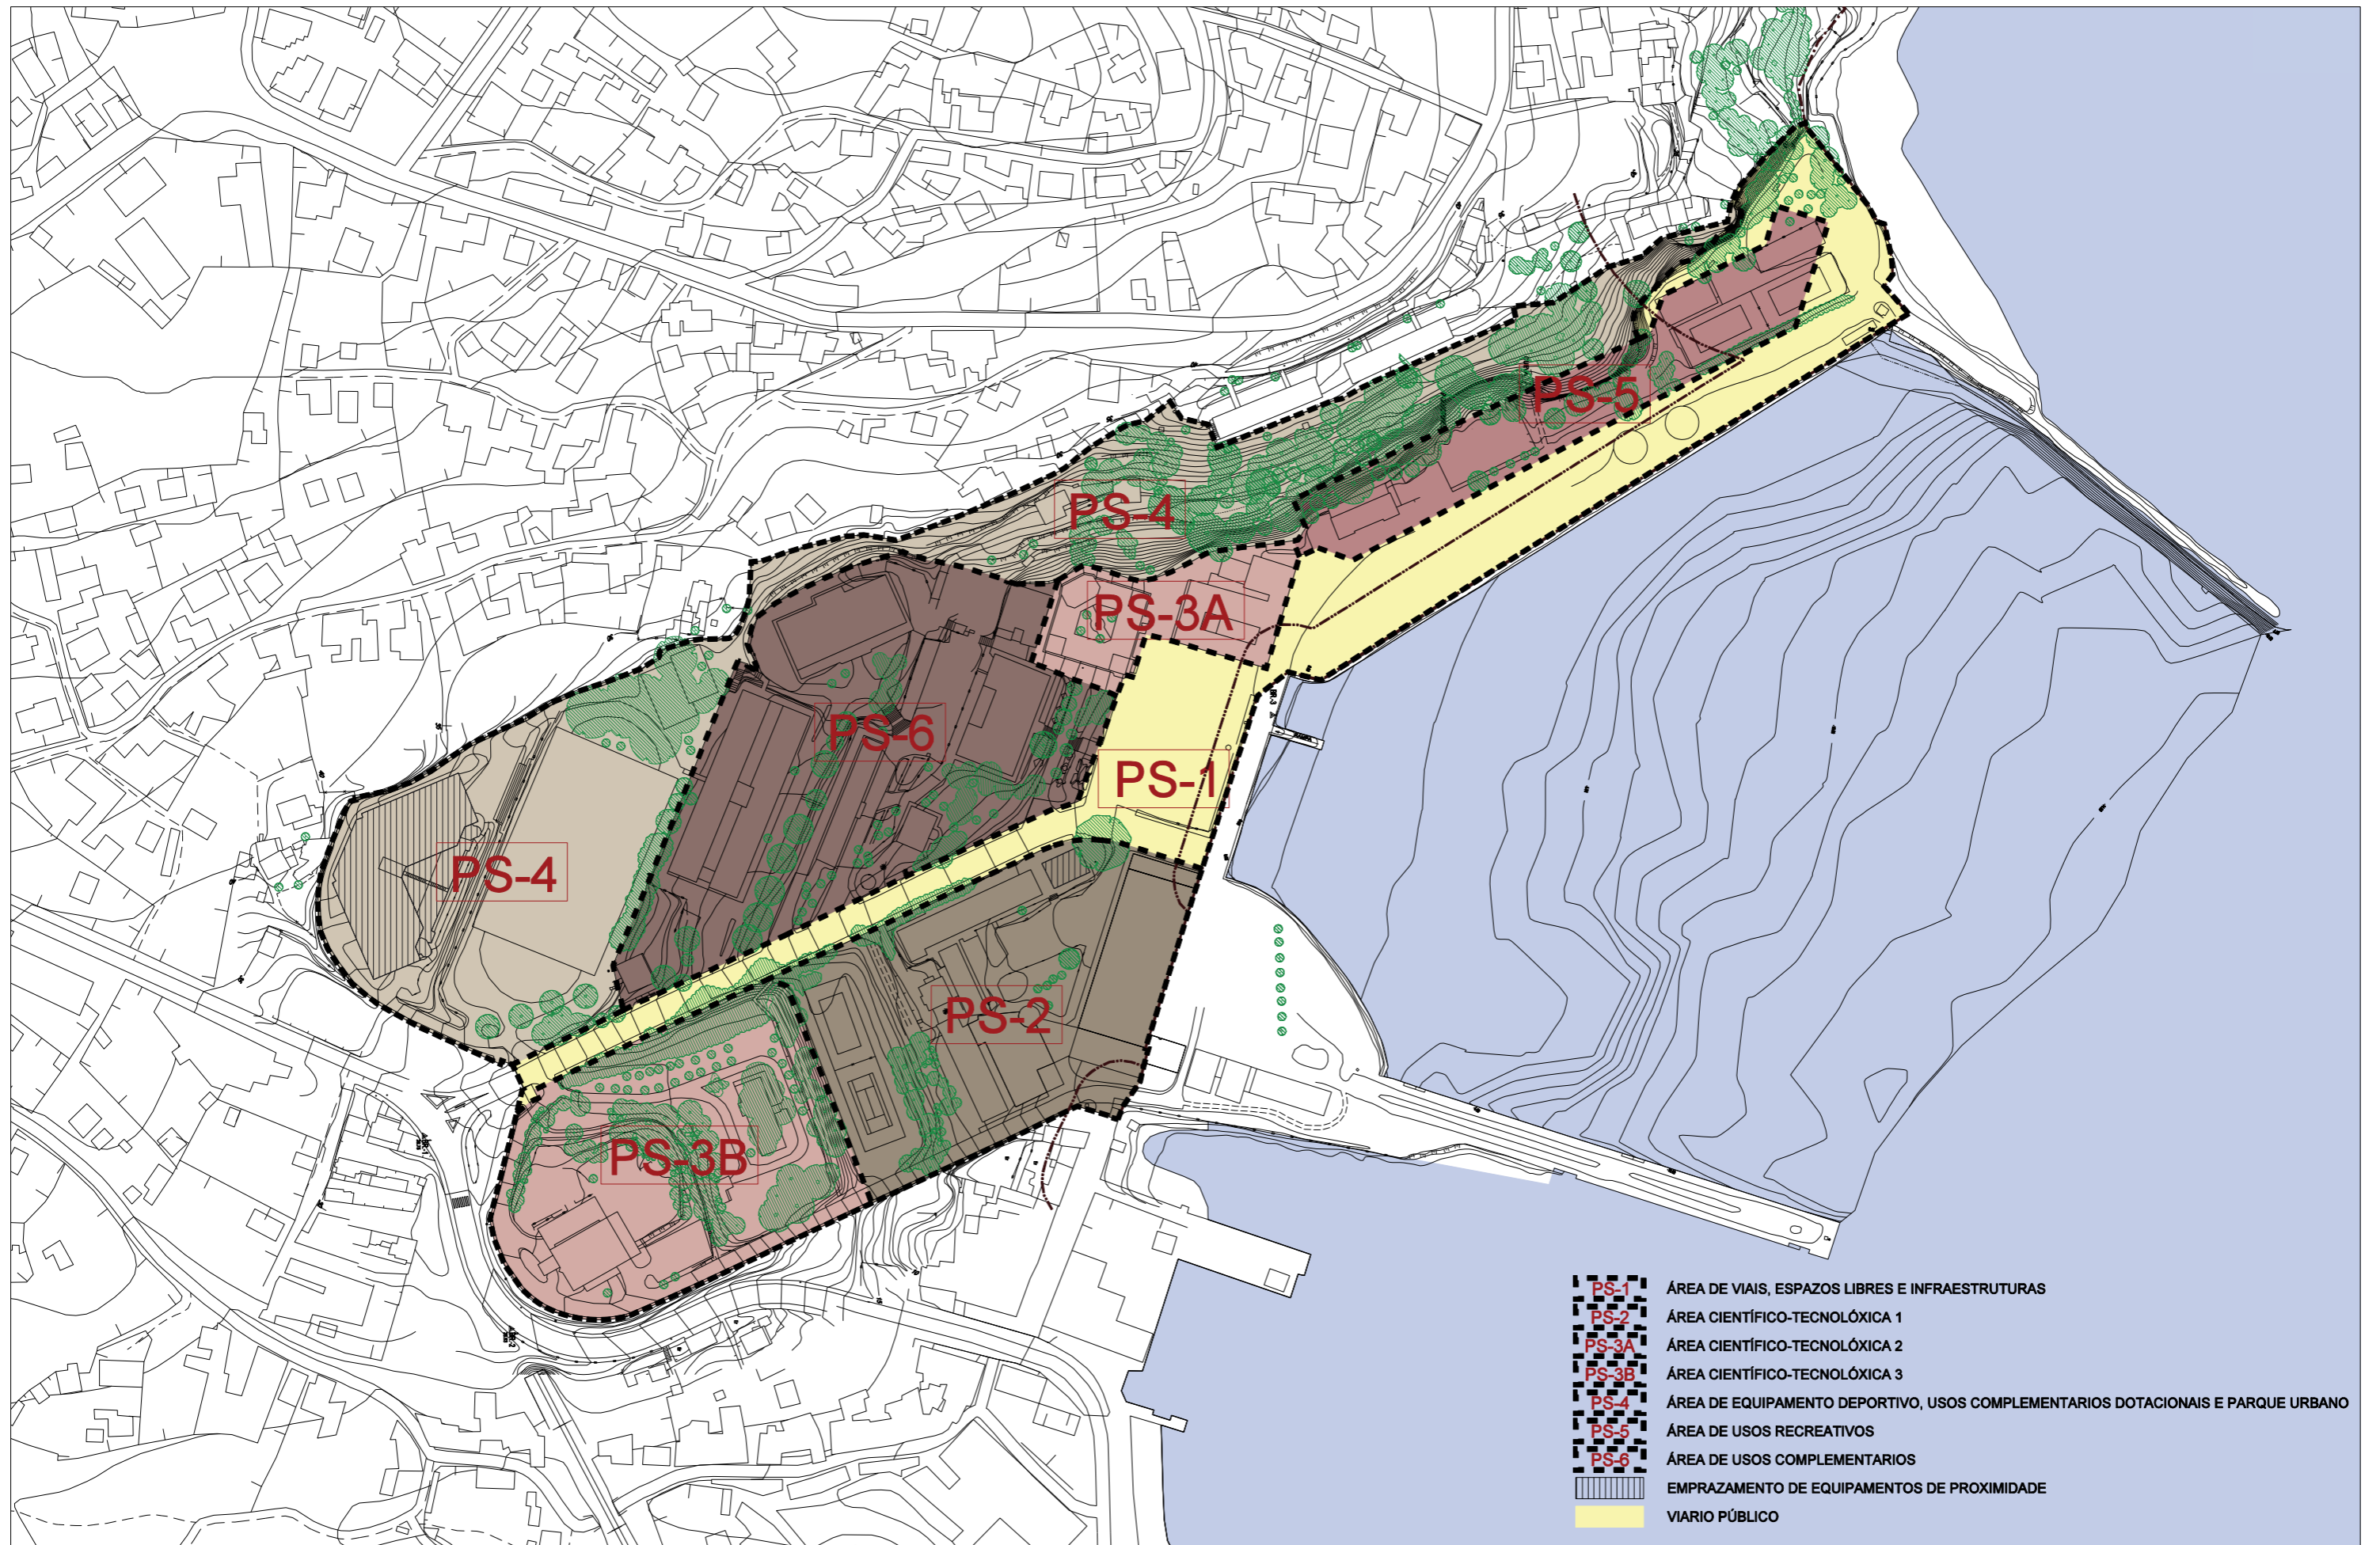 PS-5
PS-4
PS-3A
PS-6
PS-1
PS-4
PS-2
PS-3B
PS-1 ÁREA DE VIAIS, ESPAZOS LIBRES E INFRAESTRUTURAS
PS-2 ÁREA CIENTÍFICO-TECNOLÓXICA 1
PS-3A ÁREA CIENTÍFICO-TECNOLÓXICA 2
PS-3B ÁREA CIENTÍFICO-TECNOLÓXICA 3
PS-4 ÁREA DE EQUIPAMENTO DEPORTIVO, USOS COMPLEMENTARIOS DOTACIONAIS E PARQUE URBANO
PS-5 ÁREA DE USOS RECREATIVOS
PS-6 ÁREA DE USOS COMPLEMENTARIOS
EMPRAZAMENTO DE EQUIPAMENTOS DE PROXIMIDADE
VIARIO PÚBLICO